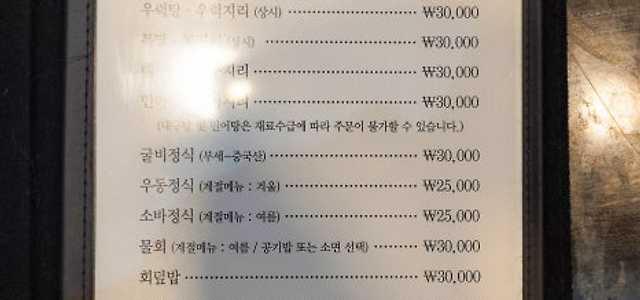 우럭탕 · 우럭지리 (상시) ₩30,000
(상시) ₩30,000
지리 ₩30,000
지리 ₩30,000
민어탕은 재료수급에 따라 주문이 불가할 수 있습니다.)
굴비정식 (부세-중국산) ₩30,000
우동정식 (계절메뉴 : 겨울) ₩25,000
소바정식 (계절메뉴 : 여름) ₩25,000
물회 (계절메뉴 : 여름 / 공기밥 또는 소면 선택) ₩30,000
회덮밥 ₩30,000